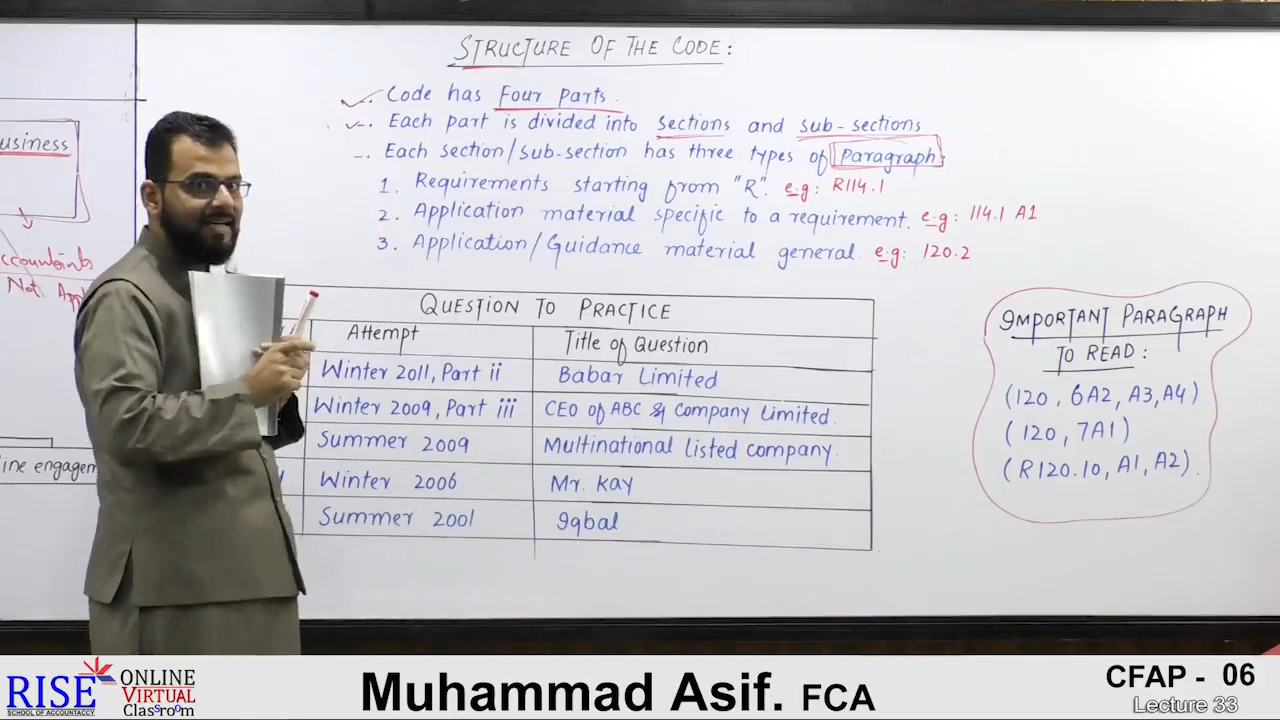 STRUCTURE OF THE CODE:
Code has Four Parts.
Each part is divided into sections and sub-sections
Each section/sub-section has three types of Paragraph
1. Requirements starting from "R". e.g: R114.1
2. Application material specific to a requirement. e.g: 114.1 A1
3. Application/Guidance material general. e.g: 120.2
usiness
ccountints
Not. Appl
line engagem
QUESTION TO PRACTICE
Attempt Title of Question
Winter 2011, Part ii Babar Limited
Winter 2009, Part iii CEO of ABC & Company Limited.
Summer 2009 Multinational listed company.
Winter 2006 Mr. Kay
Summer 2001 Iqbal
IMPORTANT PARAGRAPH
TO READ:
(120, 6A2, A3, A4)
(120, 7A1)
(R120.10, A1, A2).
RISE
SCHOOL OF ACCOUNTANCY
ONLINE
VIRTUAL
Classroom
Muhammad Asif. FCA
CFAP - 06
Lecture 33